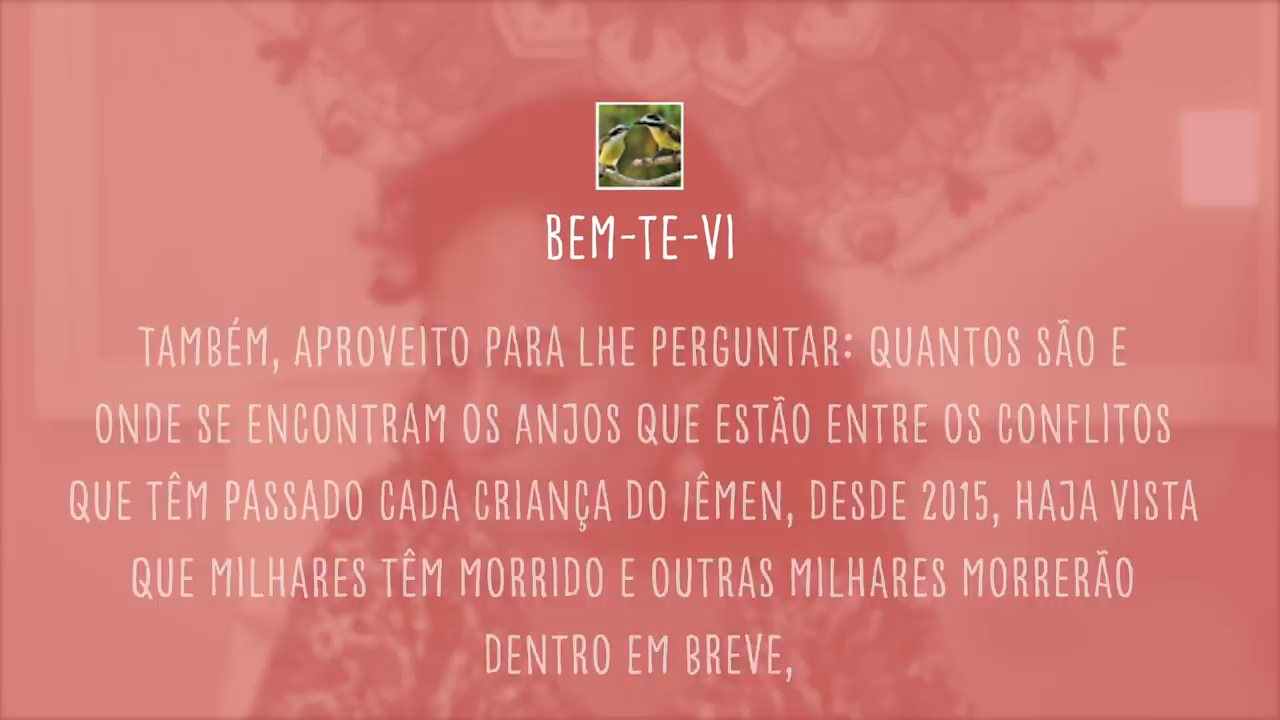 BEM-TE-VI
TAMBÉM, APROVEITO PARA LHE PERGUNTAR: QUANTOS SÃO E
ONDE SE ENCONTRAM OS ANJOS QUE ESTÃO ENTRE OS CONFLITOS
QUE TÊM PASSADO CADA CRIANÇA DO IÊMEN, DESDE 2015, HAJA VISTA
QUE MILHARES TÊM MORRIDO E OUTRAS MILHARES MORRERÃO
DENTRO EM BREVE,